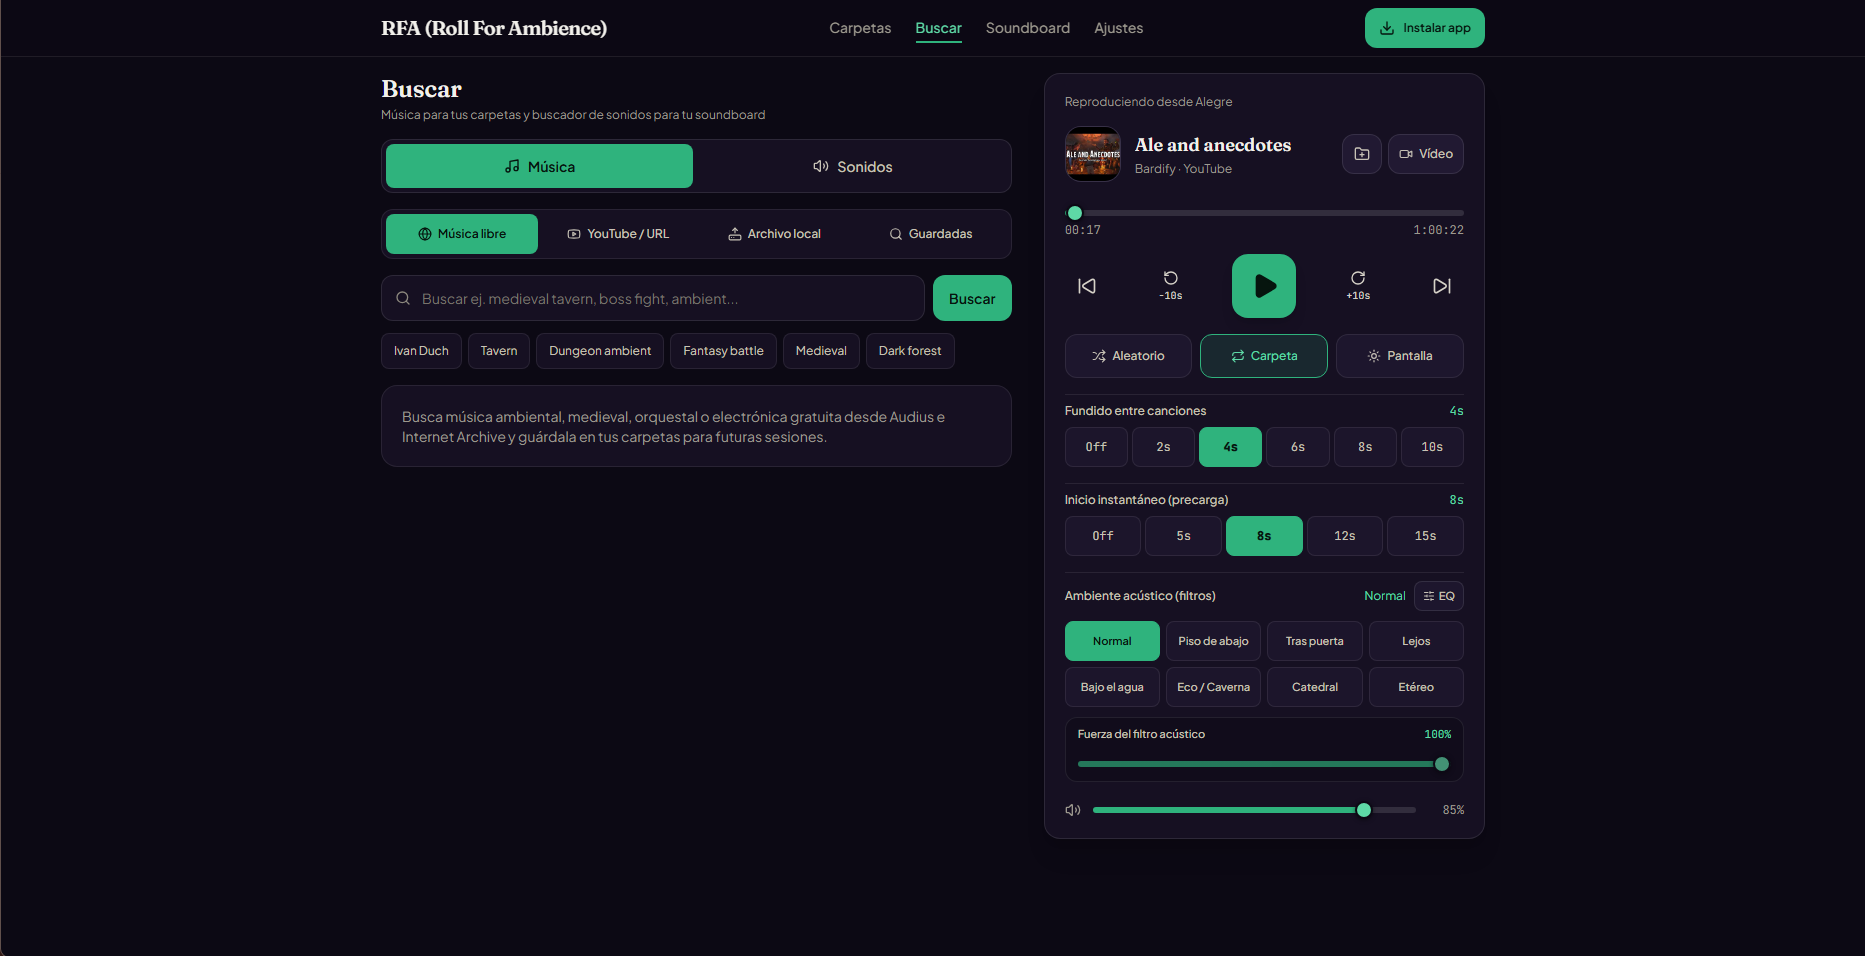 RFA (Roll For Ambience)
Carpetas
Buscar
Soundboard
Ajustes
Instalar app
Buscar
Música para tus carpetas y buscador de sonidos para tu soundboard
Música
Sonidos
Música libre
YouTube / URL
Archivo local
Guardadas
Buscar ej. medieval tavern, boss fight, ambient...
Buscar
Ivan Duch
Tavern
Dungeon ambient
Fantasy battle
Medieval
Dark forest
Busca música ambiental, medieval, orquestal o electrónica gratuita desde Audius e
Internet Archive y guárdala en tus carpetas para futuras sesiones.
Reproduciendo desde Alegre
ALE AND ANECDOTES
Ale and anecdotes
Bardify · YouTube
Vídeo
00:17
1:00:22
-10s
+10s
Aleatorio
Carpeta
Pantalla
Fundido entre canciones
4s
Off
2s
4s
6s
8s
10s
Inicio instantáneo (precarga)
8s
Off
5s
8s
12s
15s
Ambiente acústico (filtros)
Normal
EQ
Normal
Piso de abajo
Tras puerta
Lejos
Bajo el agua
Eco / Caverna
Catedral
Etéreo
Fuerza del filtro acústico
100%
85%